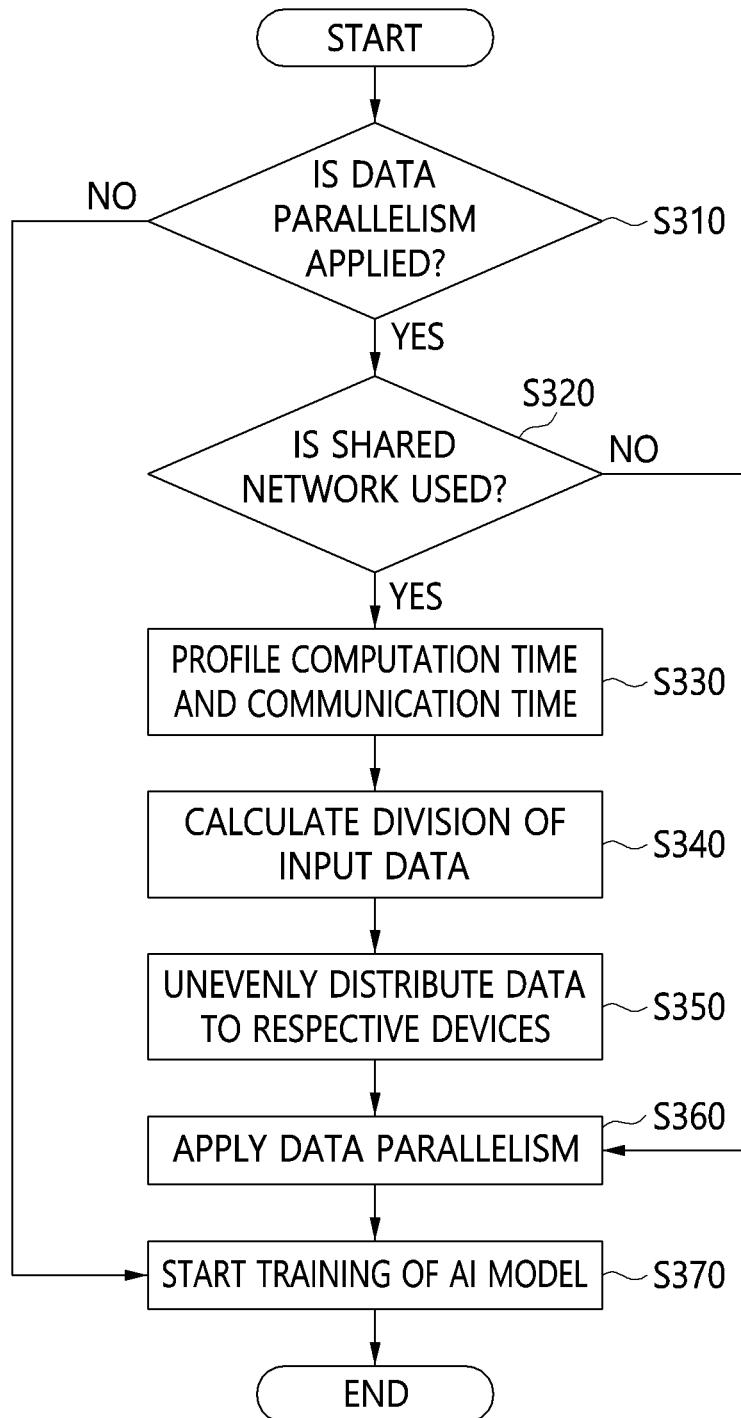 START
IS DATA
PARALLELISM
APPLIED?
NO
S310
YES
S320
IS SHARED
NETWORK USED?
NO
YES
PROFILE COMPUTATION TIME
AND COMMUNICATION TIME
S330
CALCULATE DIVISION OF
INPUT DATA
S340
UNEVENLY DISTRIBUTE DATA
TO RESPECTIVE DEVICES
S350
APPLY DATA PARALLELISM
S360
START TRAINING OF AI MODEL
S370
END